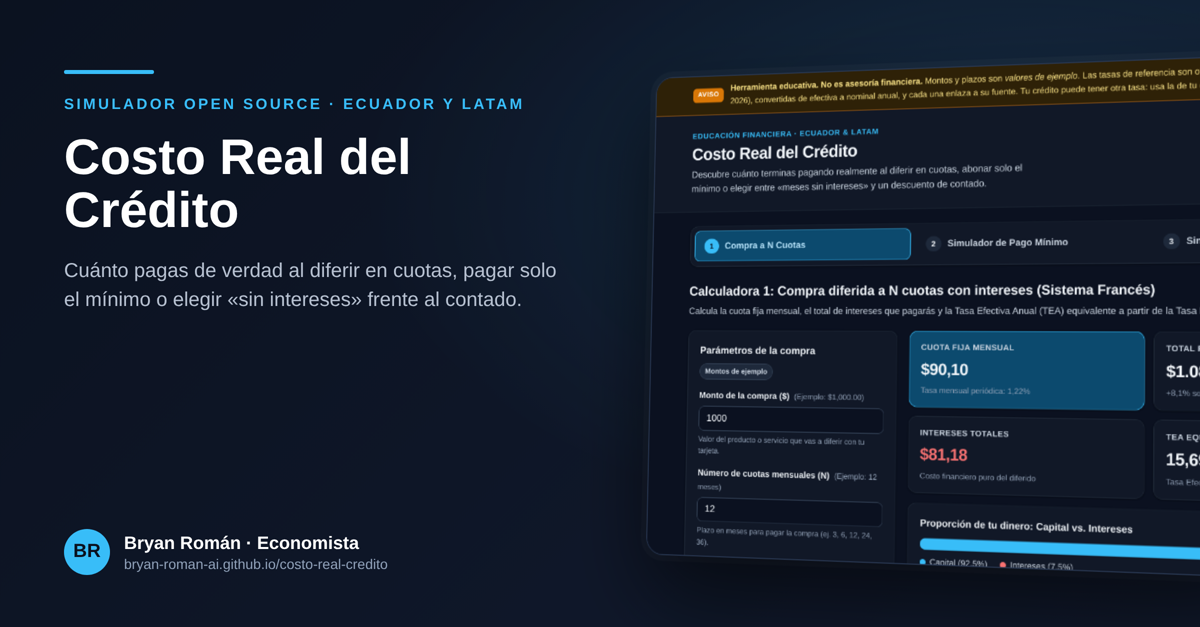 SIMULADOR OPEN SOURCE · ECUADOR Y LATAM
Costo Real del
Crédito
Cuánto pagas de verdad al diferir en cuotas, pagar solo
el mínimo o elegir «sin intereses» frente al contado.
BR
Bryan Román · Economista
bryan-roman-ai.github.io/costo-real-credito
AVISO
Herramienta educativa. No es asesoría financiera. Montos y plazos son valores de ejemplo. Las tasas de referencia son o
2026), convertidas de efectiva a nominal anual, y cada una enlaza a su fuente. Tu crédito puede tener otra tasa: usa la de tu
EDUCACIÓN FINANCIERA · ECUADOR & LATAM
Costo Real del Crédito
Descubre cuánto terminas pagando realmente al diferir en cuotas, abonar solo el
mínimo o elegir entre «meses sin intereses» y un descuento de contado.
1 Compra a N Cuotas
2 Simulador de Pago Mínimo
3 Sin
Calculadora 1: Compra diferida a N cuotas con intereses (Sistema Francés)
Calcula la cuota fija mensual, el total de intereses que pagarás y la Tasa Efectiva Anual (TEA) equivalente a partir de la Tasa
Parámetros de la compra
Montos de ejemplo
Monto de la compra ($) (Ejemplo: $1,000.00)
1000
Valor del producto o servicio que vas a diferir con tu
tarjeta.
Número de cuotas mensuales (N) (Ejemplo: 12
meses)
12
Plazo en meses para pagar la compra (ej. 3, 6, 12, 24,
36).
CUOTA FIJA MENSUAL
$90,10
Tasa mensual periódica: 1,22%
TOTAL
$1.08
+8,1% so
INTERESES TOTALES
$81,18
Costo financiero puro del diferido
TEA EQ
15,69
Tasa Efec
Proporción de tu dinero: Capital vs. Intereses
Capital (92,5%)
Intereses (7,5%)